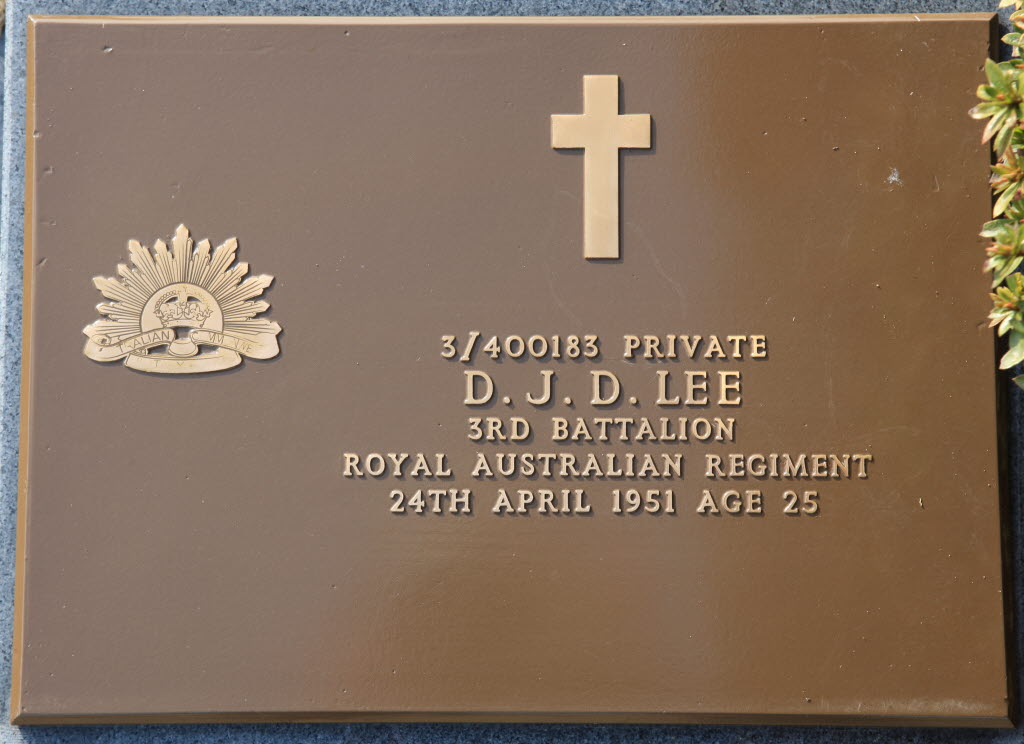 3/400183 PRIVATE
D. J. D. LEE
3RD BATTALION
ROYAL AUSTRALIAN REGIMENT
24TH APRIL 1951 AGE 25